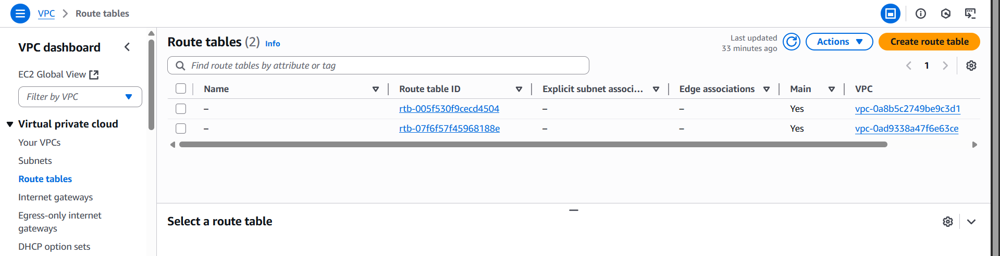 VPC > Route tables
VPC dashboard
EC2 Global View
Filter by VPC
Virtual private cloud
Your VPCs
Subnets
Route tables
Internet gateways
Egress-only internet
gateways
DHCP option sets
Route tables (2) Info
Last updated
33 minutes ago
Actions
Create route table
Find route tables by attribute or tag
1
Name Route table ID Explicit subnet associ... Edge associations Main VPC
– rtb-005f530f9cecd4504 – – Yes vpc-0a8b5c2749be9c3d1
– rtb-07f6f57f45968188e – – Yes vpc-0ad9338a47f6e63ce
Select a route table